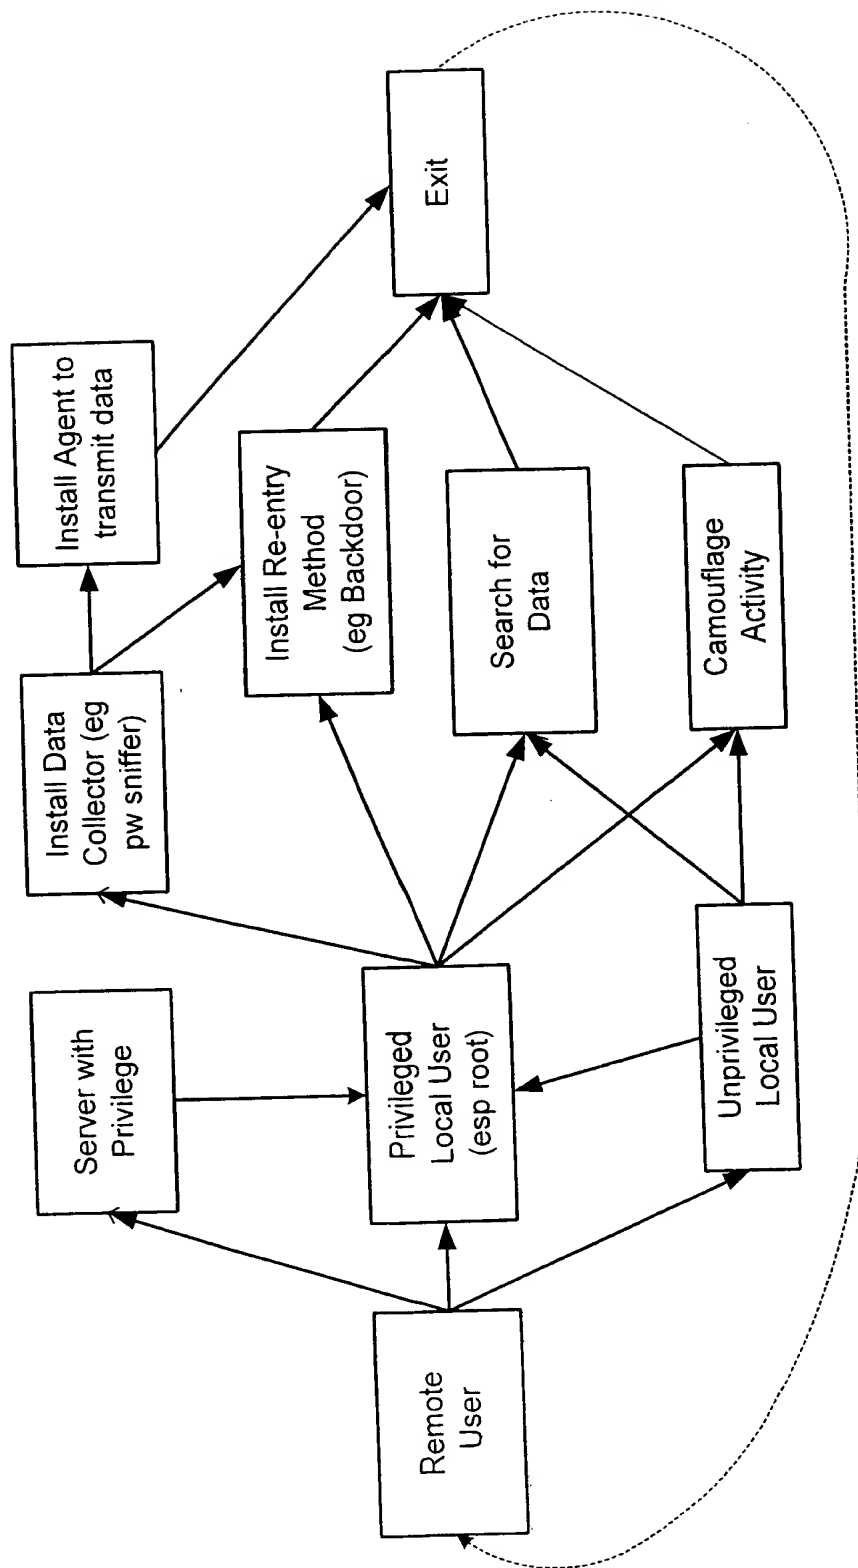 Remote
User
Server with
Privilege
Privileged
Local User
(esp root)
Unprivileged
Local User
Install Data
Collector (eg
pw sniffer)
Install Agent to
transmit data
Install Re-entry
Method
(eg Backdoor)
Search for
Data
Camouflage
Activity
Exit